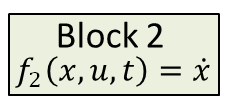 Block 2
𝑓₂(𝑥, 𝑢, 𝑡) = 𝑥̇